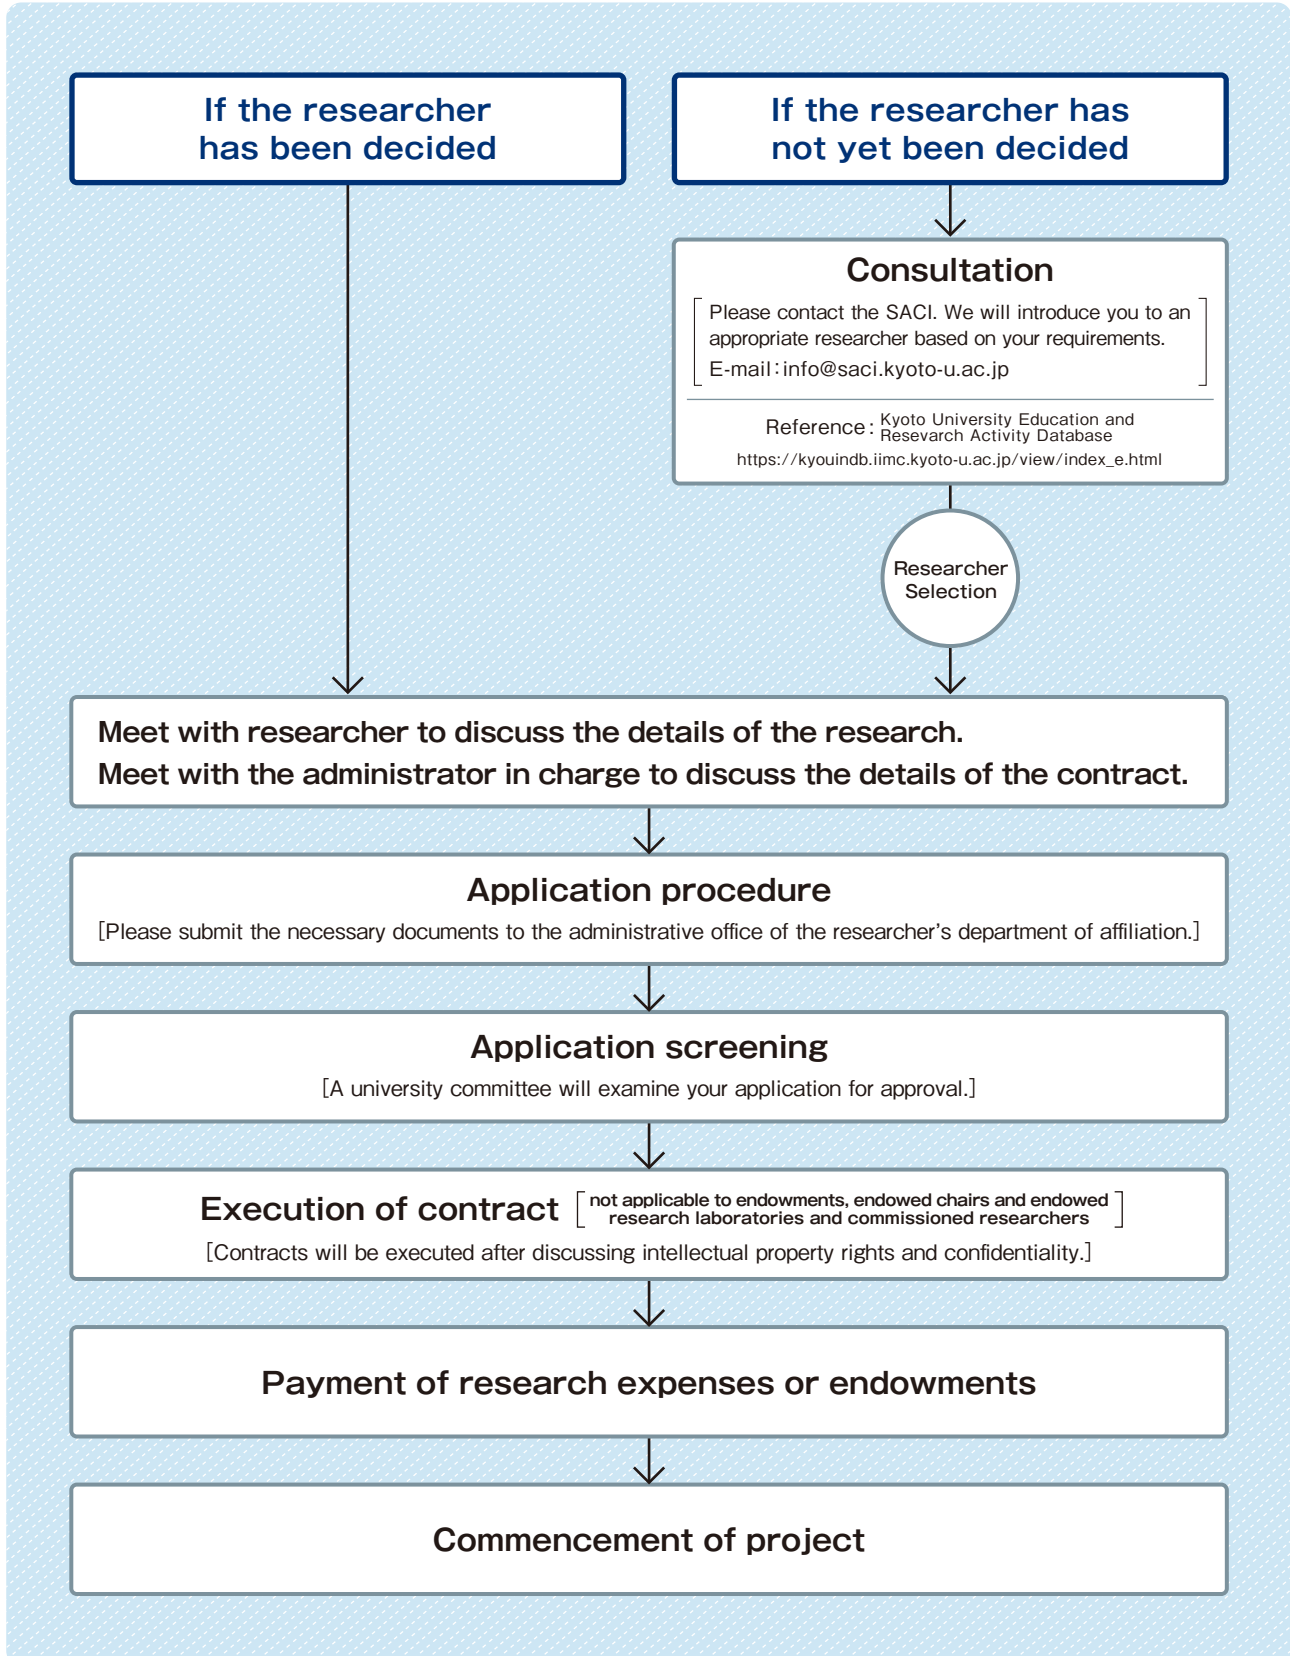 If the researcher
has been decided
If the researcher has
not yet been decided
Consultation
Please contact the SACI. We will introduce you to an
appropriate researcher based on your requirements.
E-mail：info@saci.kyoto-u.ac.jp
Reference： Kyoto University Education and
Resevarch Activity Database
https://kyouindb.iimc.kyoto-u.ac.jp/view/index_e.html
Researcher
Selection
Meet with researcher to discuss the details of the research.
Meet with the administrator in charge to discuss the details of the contract.
Application procedure
[Please submit the necessary documents to the administrative office of the researcher’s department of affiliation.]
Application screening
[A university committee will examine your application for approval.]
Execution of contract [not applicable to endowments, endowed chairs and endowed
research laboratories and commissioned researchers]
[Contracts will be executed after discussing intellectual property rights and confidentiality.]
Payment of research expenses or endowments
Commencement of project